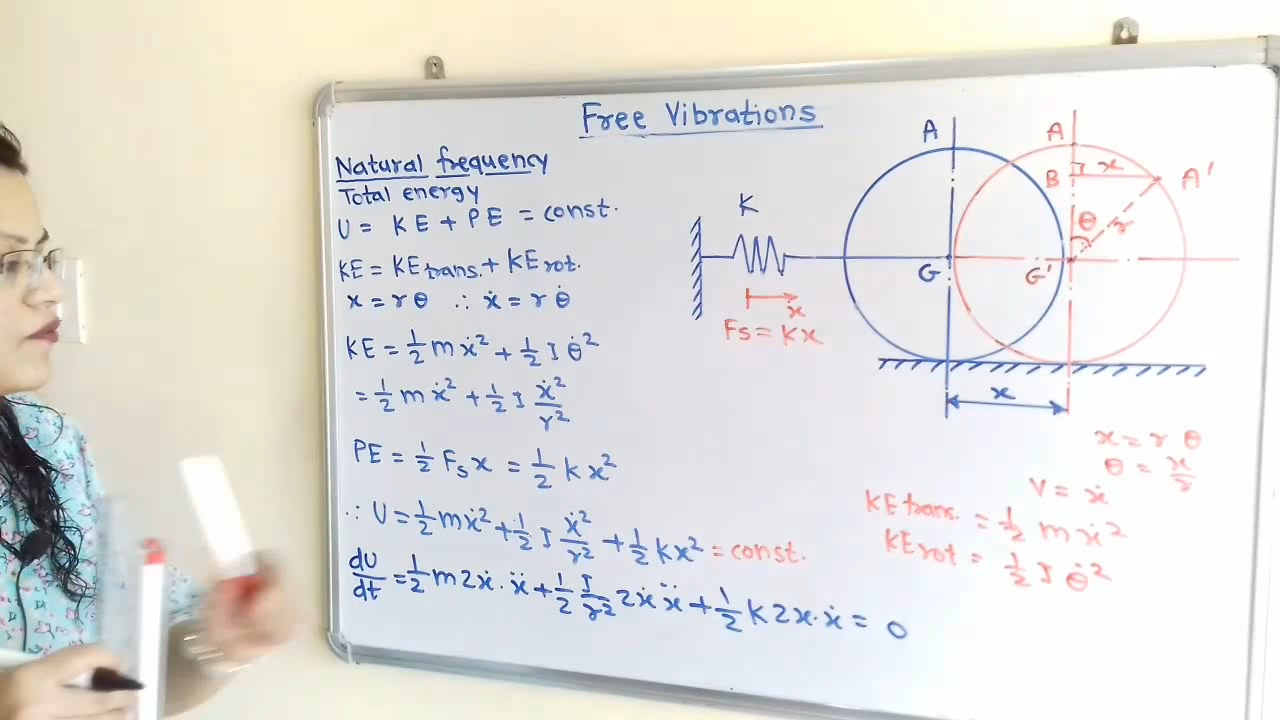 Free Vibrations
Natural frequency
Total energy
U = KE + PE = const.
KE = KE trans. + KE rot.
x = r θ ∴ ẋ = r θ̇
KE = 1/2 m ẋ² + 1/2 I θ̇²
= 1/2 m ẋ² + 1/2 I ẋ²/r²
PE = 1/2 Fs x = 1/2 K x²
∴ U = 1/2 m ẋ² + 1/2 I ẋ²/r² + 1/2 K x² = const.
dU/dt = 1/2 m 2ẋ · ẍ + 1/2 I/r² 2ẋ ẍ + 1/2 K 2x · ẋ = 0
K
x
Fs = Kx
A
A
B
x
A'
θ
r
G
G'
x
x = r θ
θ = x/r
V = ẋ
KE trans. = 1/2 m ẋ²
KE rot = 1/2 I θ̇²